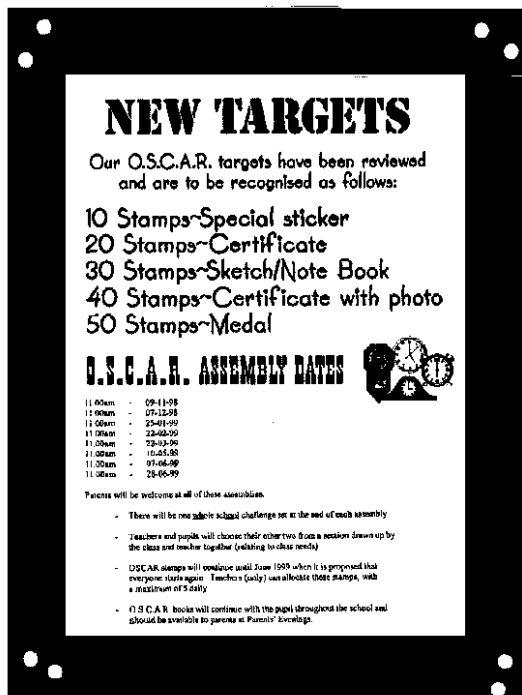 NEW TARGETS
Our O.S.C.A.R. targets have been reviewed
and are to be recognised as follows:
10 Stamps~Special sticker
20 Stamps~Certificate
30 Stamps~Sketch/Note Book
40 Stamps~Certificate with photo
50 Stamps~Medal
O.S.C.A.R. ASSEMBLY DATES
11.00am - 09-11-98
11.00am - 07-12-98
11.00am - 25-01-99
11.00am - 22-02-99
11.00am - 22-03-99
11.00am - 10-05-99
11.00am - 07-06-99
11.00am - 28-06-99
Parents will be welcome at all of these assemblies.
- There will be one whole school challenge set at the end of each assembly
- Teachers and pupils will choose their other two from a section drawn up by
the class and teacher together (relating to class needs)
- OSCAR stamps will continue until June 1999 when it is proposed that
everyone starts again Teachers (only) can allocate these stamps, with
a maximum of 5 daily
- O.S.C.A.R. books will continue with the pupil throughout the school and
should be available to parents at Parents' Evenings.